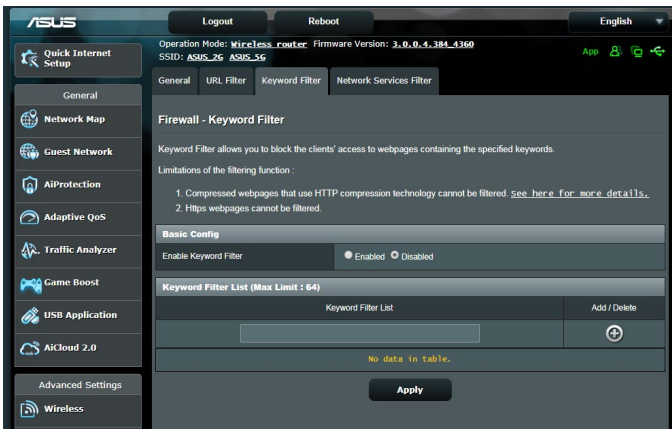 ASUS
Logout
Reboot
English
Quick Internet
Setup
Operation Mode: Wireless router Firmware Version: 3.0.0.4.384_4360
SSID: ASUS_2G ASUS_5G
App
General
URL Filter
Keyword Filter
Network Services Filter
General
Network Map
Guest Network
AiProtection
Adaptive QoS
Traffic Analyzer
Game Boost
USB Application
AiCloud 2.0
Advanced Settings
Wireless
Firewall - Keyword Filter
Keyword Filter allows you to block the clients' access to webpages containing the specified keywords.
Limitations of the filtering function :
1. Compressed webpages that use HTTP compression technology cannot be filtered. See here for more details.
2. Https webpages cannot be filtered.
Basic Config
Enable Keyword Filter
Enabled Disabled
Keyword Filter List (Max Limit : 64)
Keyword Filter List
Add / Delete
No data in table.
Apply